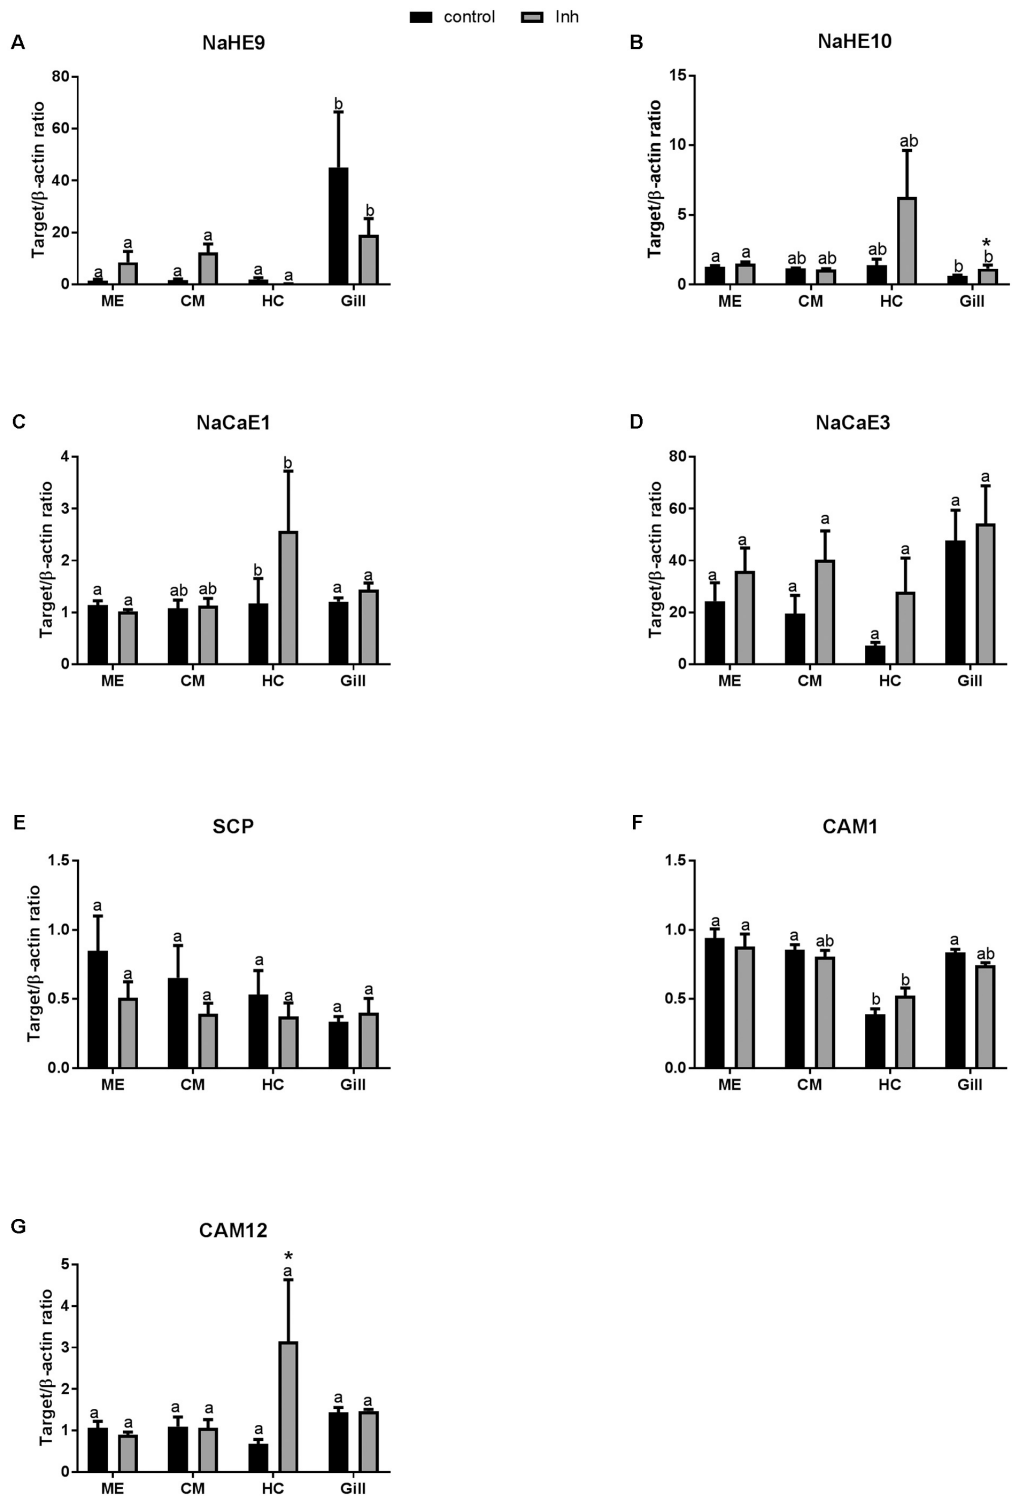 control Inh
A NaHE9
80
60
40
20
0
Target/β-actin ratio
a a a a a a b b
ME CM HC Gill
B NaHE10
15
10
5
0
Target/β-actin ratio
a a ab ab ab ab b * b
ME CM HC Gill
C NaCaE1
4
3
2
1
0
Target/β-actin ratio
a a ab ab b b a a
ME CM HC Gill
D NaCaE3
80
60
40
20
0
Target/β-actin ratio
a a a a a a a a
ME CM HC Gill
E SCP
1.5
1.0
0.5
0.0
Target/β-actin ratio
a a a a a a a a
ME CM HC Gill
F CAM1
1.5
1.0
0.5
0.0
Target/β-actin ratio
a a a ab b b a ab
ME CM HC Gill
G CAM12
5
4
3
2
1
0
Target/β-actin ratio
a a a a a * a a a
ME CM HC Gill